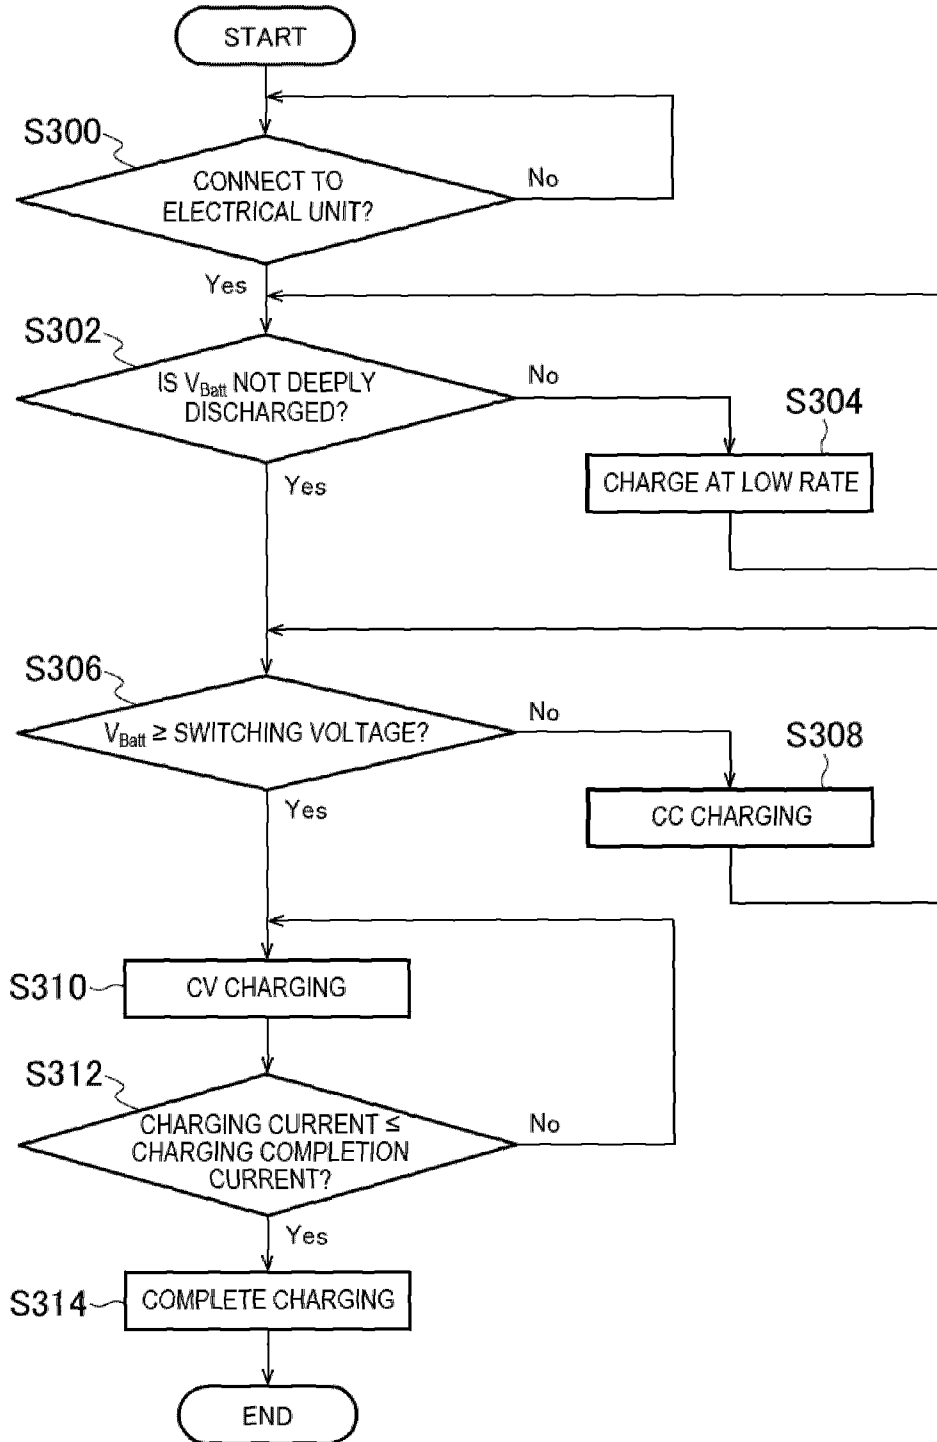 START
S300
CONNECT TO
ELECTRICAL UNIT?
No
Yes
S302
IS VBatt NOT DEEPLY
DISCHARGED?
No
Yes
S304
CHARGE AT LOW RATE
S306
VBatt ≥ SWITCHING VOLTAGE?
No
Yes
S308
CC CHARGING
S310
CV CHARGING
S312
CHARGING CURRENT ≤
CHARGING COMPLETION
CURRENT?
No
Yes
S314
COMPLETE CHARGING
END